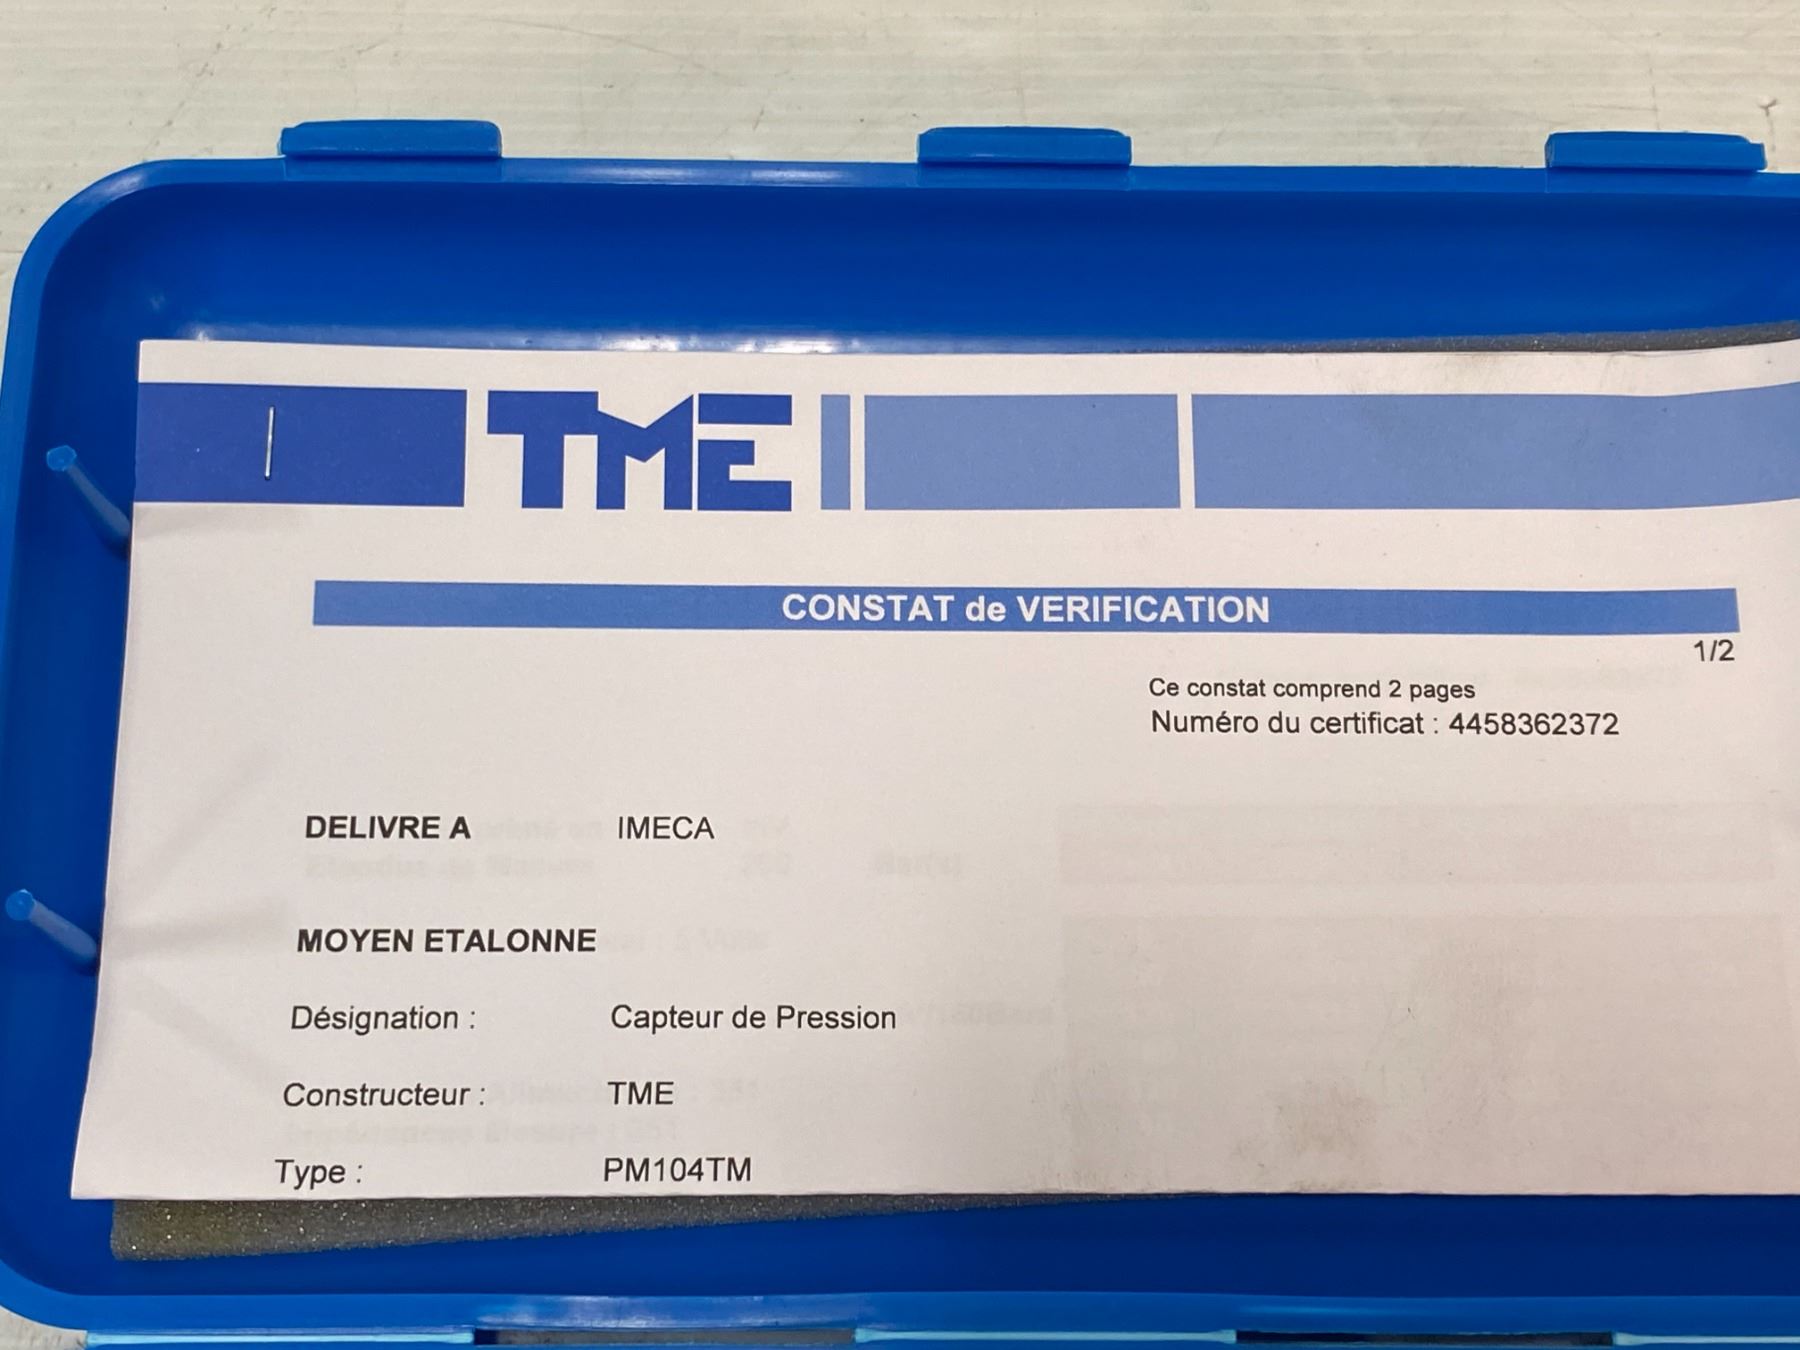 TME
CONSTAT de VERIFICATION
1/2
Ce constat comprend 2 pages
Numéro du certificat : 4458362372
DELIVRE A IMECA
MOYEN ETALONNE
Désignation : Capteur de Pression
Constructeur : TME
Type : PM104TM